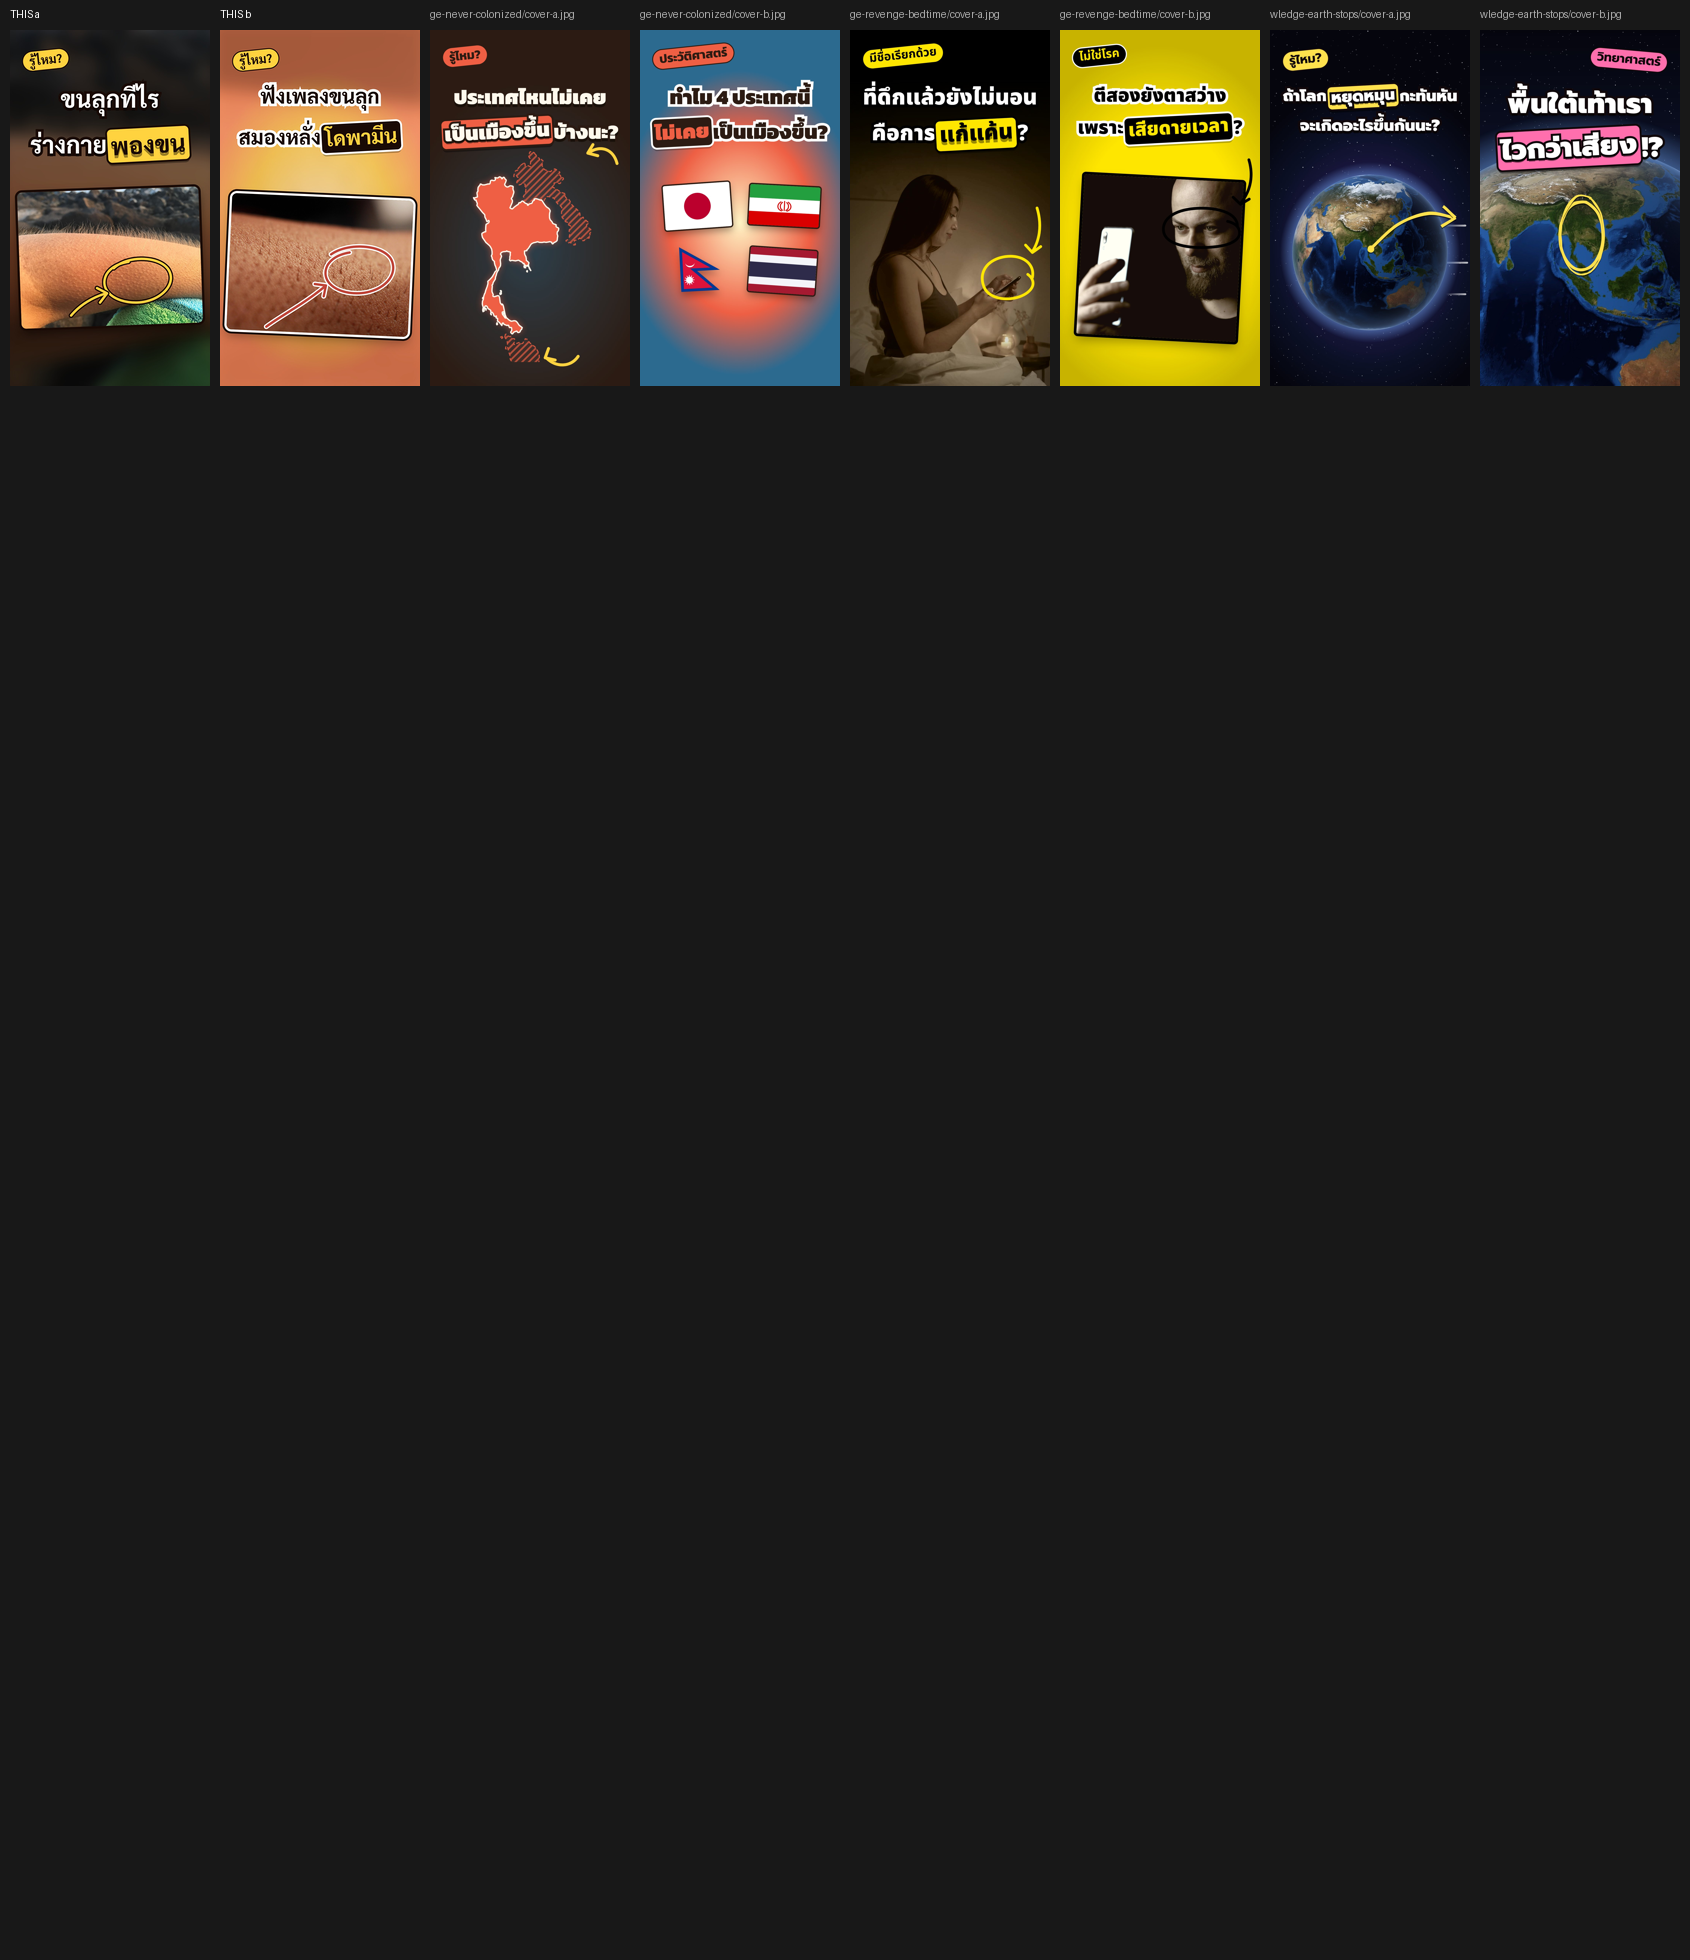 THIS a
รู้ไหม?
ขนลุกทีไร
ร่างกายพองขน
THIS b
รู้ไหม?
ฟังเพลงขนลุก
สมองหลั่งโดพามีน
ge-never-colonized/cover-a.jpg
รู้ไหม?
ประเทศไหนไม่เคย
เป็นเมืองขึ้นบ้างนะ?
ge-never-colonized/cover-b.jpg
ประวัติศาสตร์
ทำไม 4 ประเทศนี้
ไม่เคยเป็นเมืองขึ้น?
ge-revenge-bedtime/cover-a.jpg
มีชื่อเรียกด้วย
ที่ดึกแล้วยังไม่นอน
คือการแก้แค้น?
ge-revenge-bedtime/cover-b.jpg
ไม่ใช่โรค
ตีสองยังตาสว่าง
เพราะเสียดายเวลา?
wledge-earth-stops/cover-a.jpg
รู้ไหม?
ถ้าโลกหยุดหมุนกะทันหัน
จะเกิดอะไรขึ้นกันนะ?
wledge-earth-stops/cover-b.jpg
วิทยาศาสตร์
พื้นใต้เท้าเรา
ไวกว่าเสียง!?